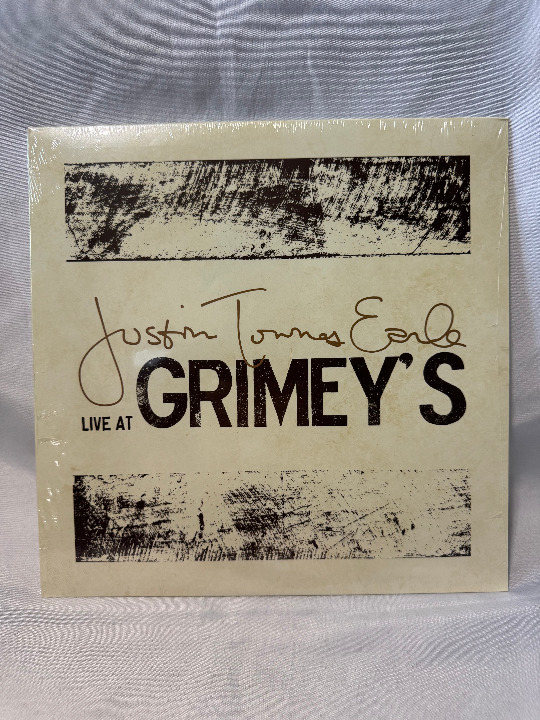 Justin Townes Earle
LIVE AT GRIMEY'S